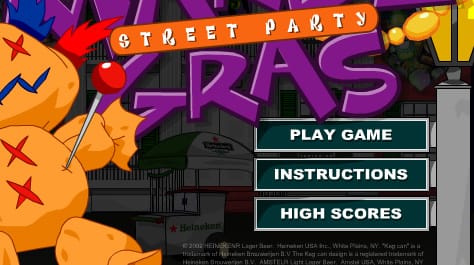 STREET PARTY
GRAS
PLAY GAME
Heineken
INSTRUCTIONS
HIGH SCORES
Heineken
© 2002 HEINEKEN® Lager Beer. Heineken USA Inc., White Plains, NY. "Keg can" is a
trademark of Heineken Brouwerijen B.V. The Keg can design is a registered trademark of
Heineken Brouwerijen B.V. AMSTEL® Light Lager Beer. Amstel USA, White Plains, NY